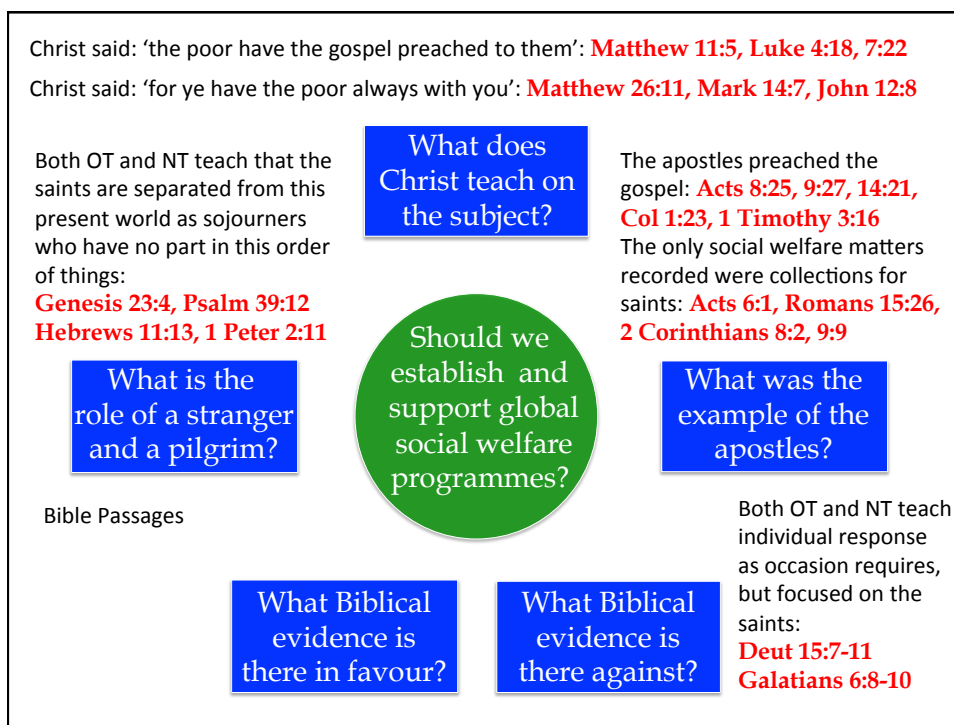 Christ said: ‘the poor have the gospel preached to them’: Matthew 11:5, Luke 4:18, 7:22
Christ said: ‘for ye have the poor always with you’: Matthew 26:11, Mark 14:7, John 12:8
What does
Christ teach on
the subject?
Both OT and NT teach that the
saints are separated from this
present world as sojourners
who have no part in this order
of things:
Genesis 23:4, Psalm 39:12
Hebrews 11:13, 1 Peter 2:11
The apostles preached the
gospel: Acts 8:25, 9:27, 14:21,
Col 1:23, 1 Timothy 3:16
The only social welfare matters
recorded were collections for
saints: Acts 6:1, Romans 15:26,
2 Corinthians 8:2, 9:9
What is the
role of a stranger
and a pilgrim?
Should we
establish and
support global
social welfare
programmes?
What was the
example of the
apostles?
Bible Passages
Both OT and NT teach
individual response
as occasion requires,
but focused on the
saints:
Deut 15:7-11
Galatians 6:8-10
What Biblical
evidence is
there in favour?
What Biblical
evidence is
there against?